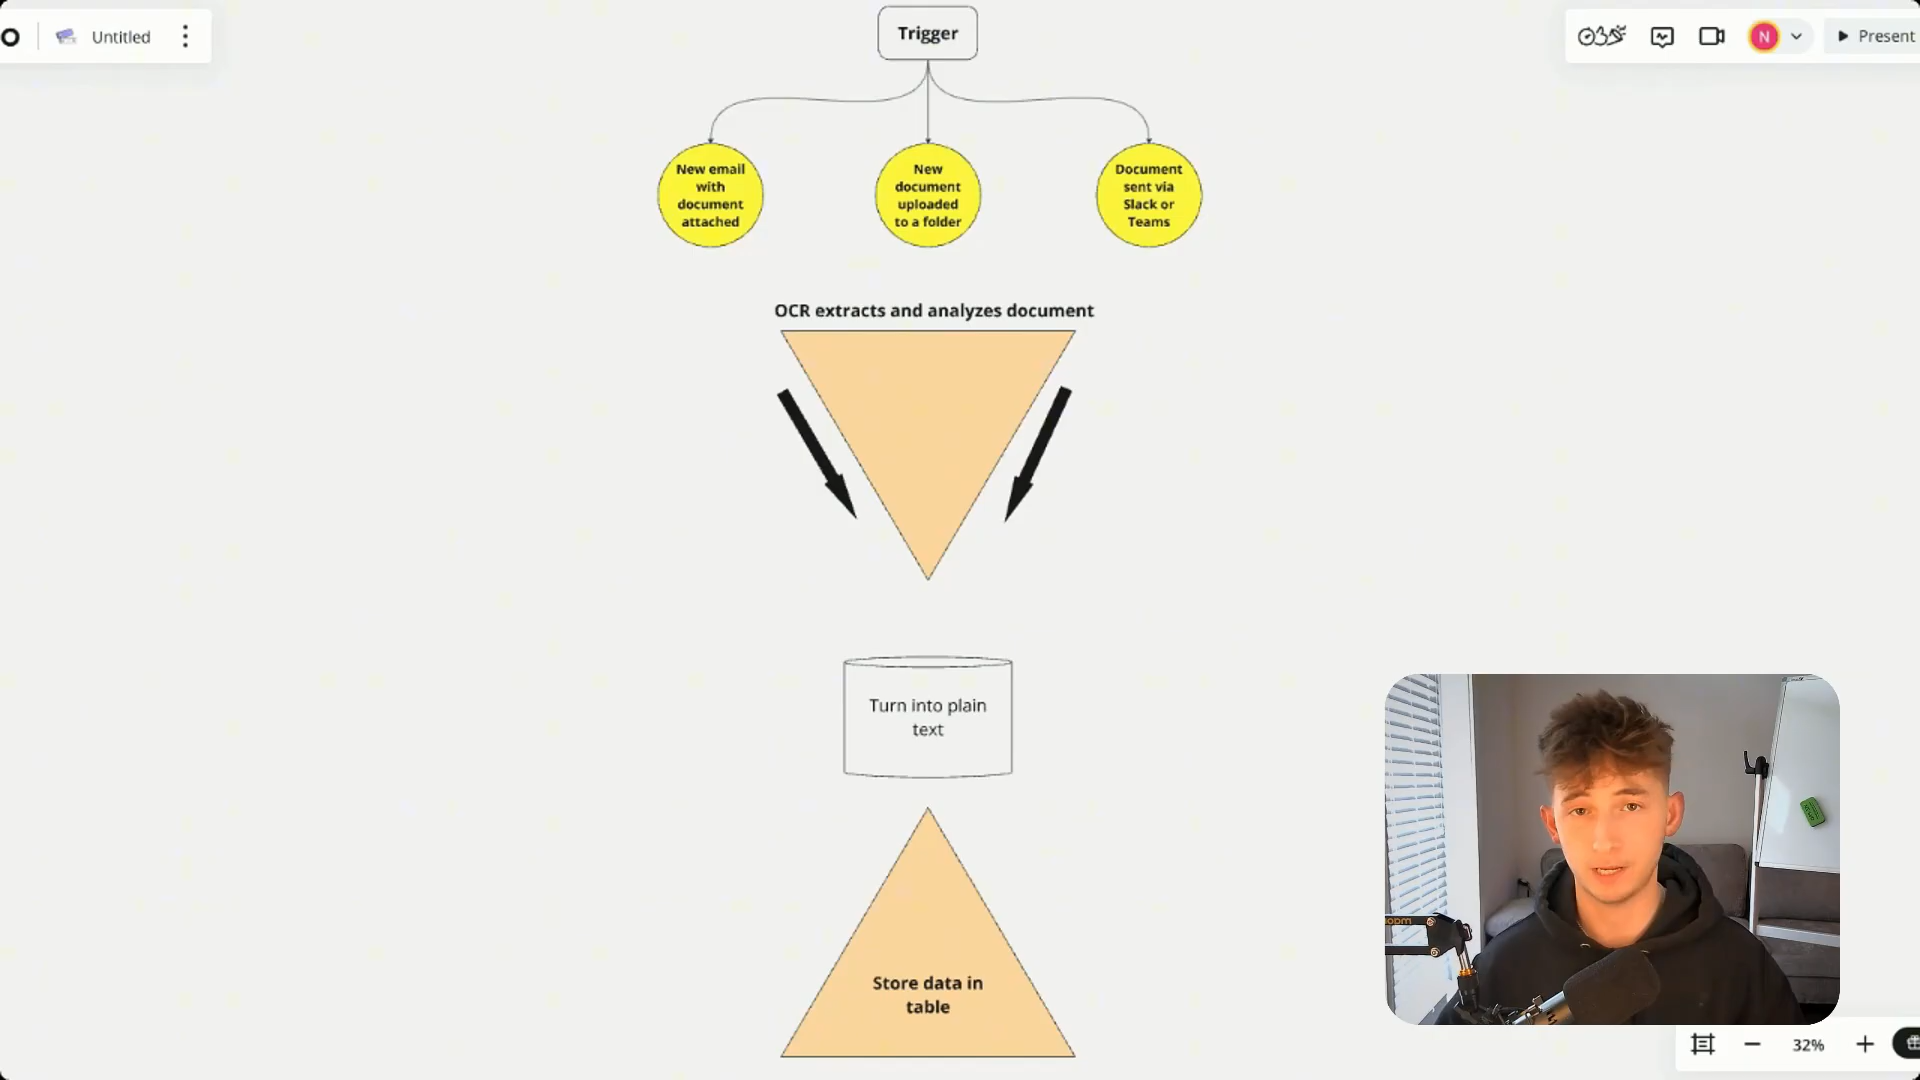 Untitled
N
Present
Trigger
New email
with
document
attached
New
document
uploaded
to a folder
Document
sent via
Slack or
Teams
OCR extracts and analyzes document
Turn into plain
text
Store data in
table
32%